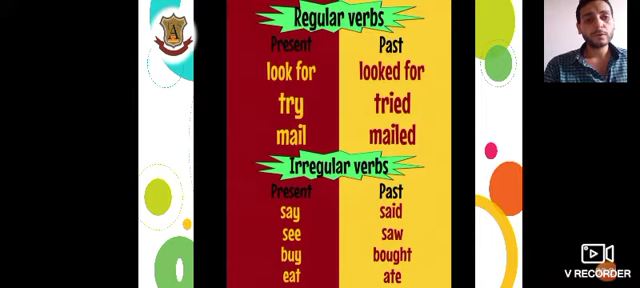 Regular verbs
Present Past
look for looked for
try tried
mail mailed
Irregular verbs
Present Past
say said
see saw
buy bought
eat ate
A
V RECORDER